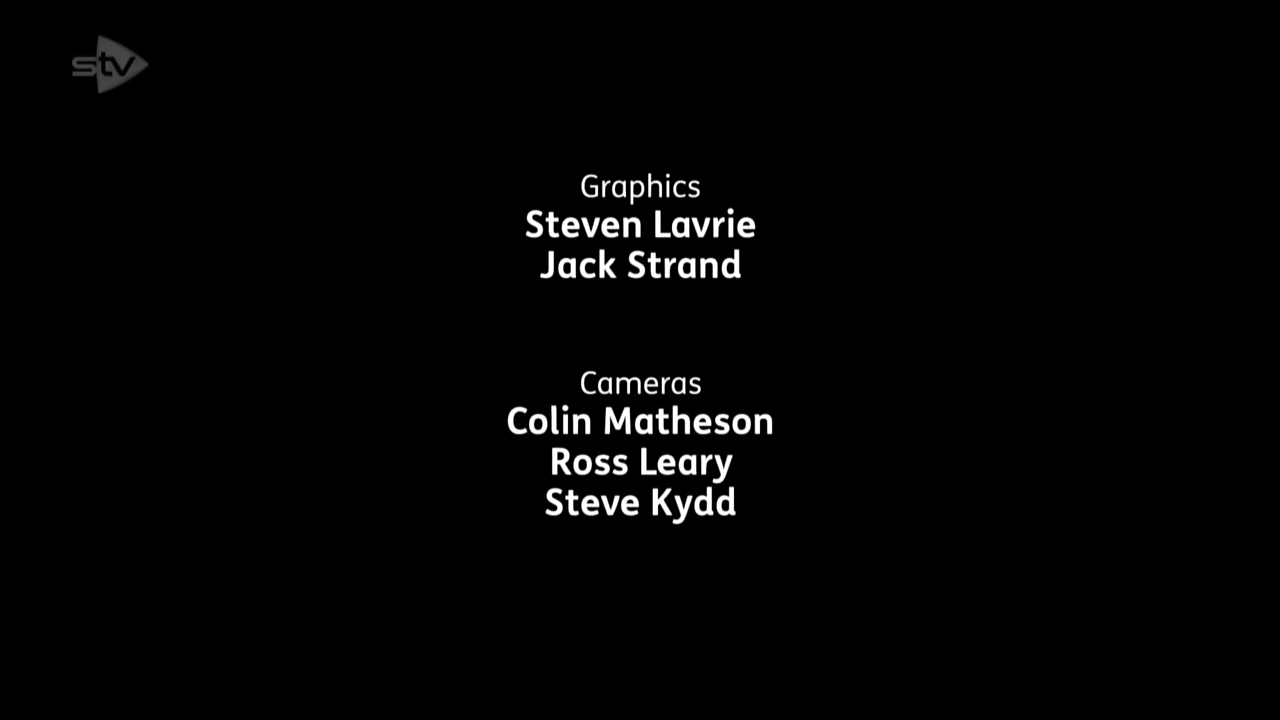 stv
Graphics
Steven Lavrie
Jack Strand
Cameras
Colin Matheson
Ross Leary
Steve Kydd